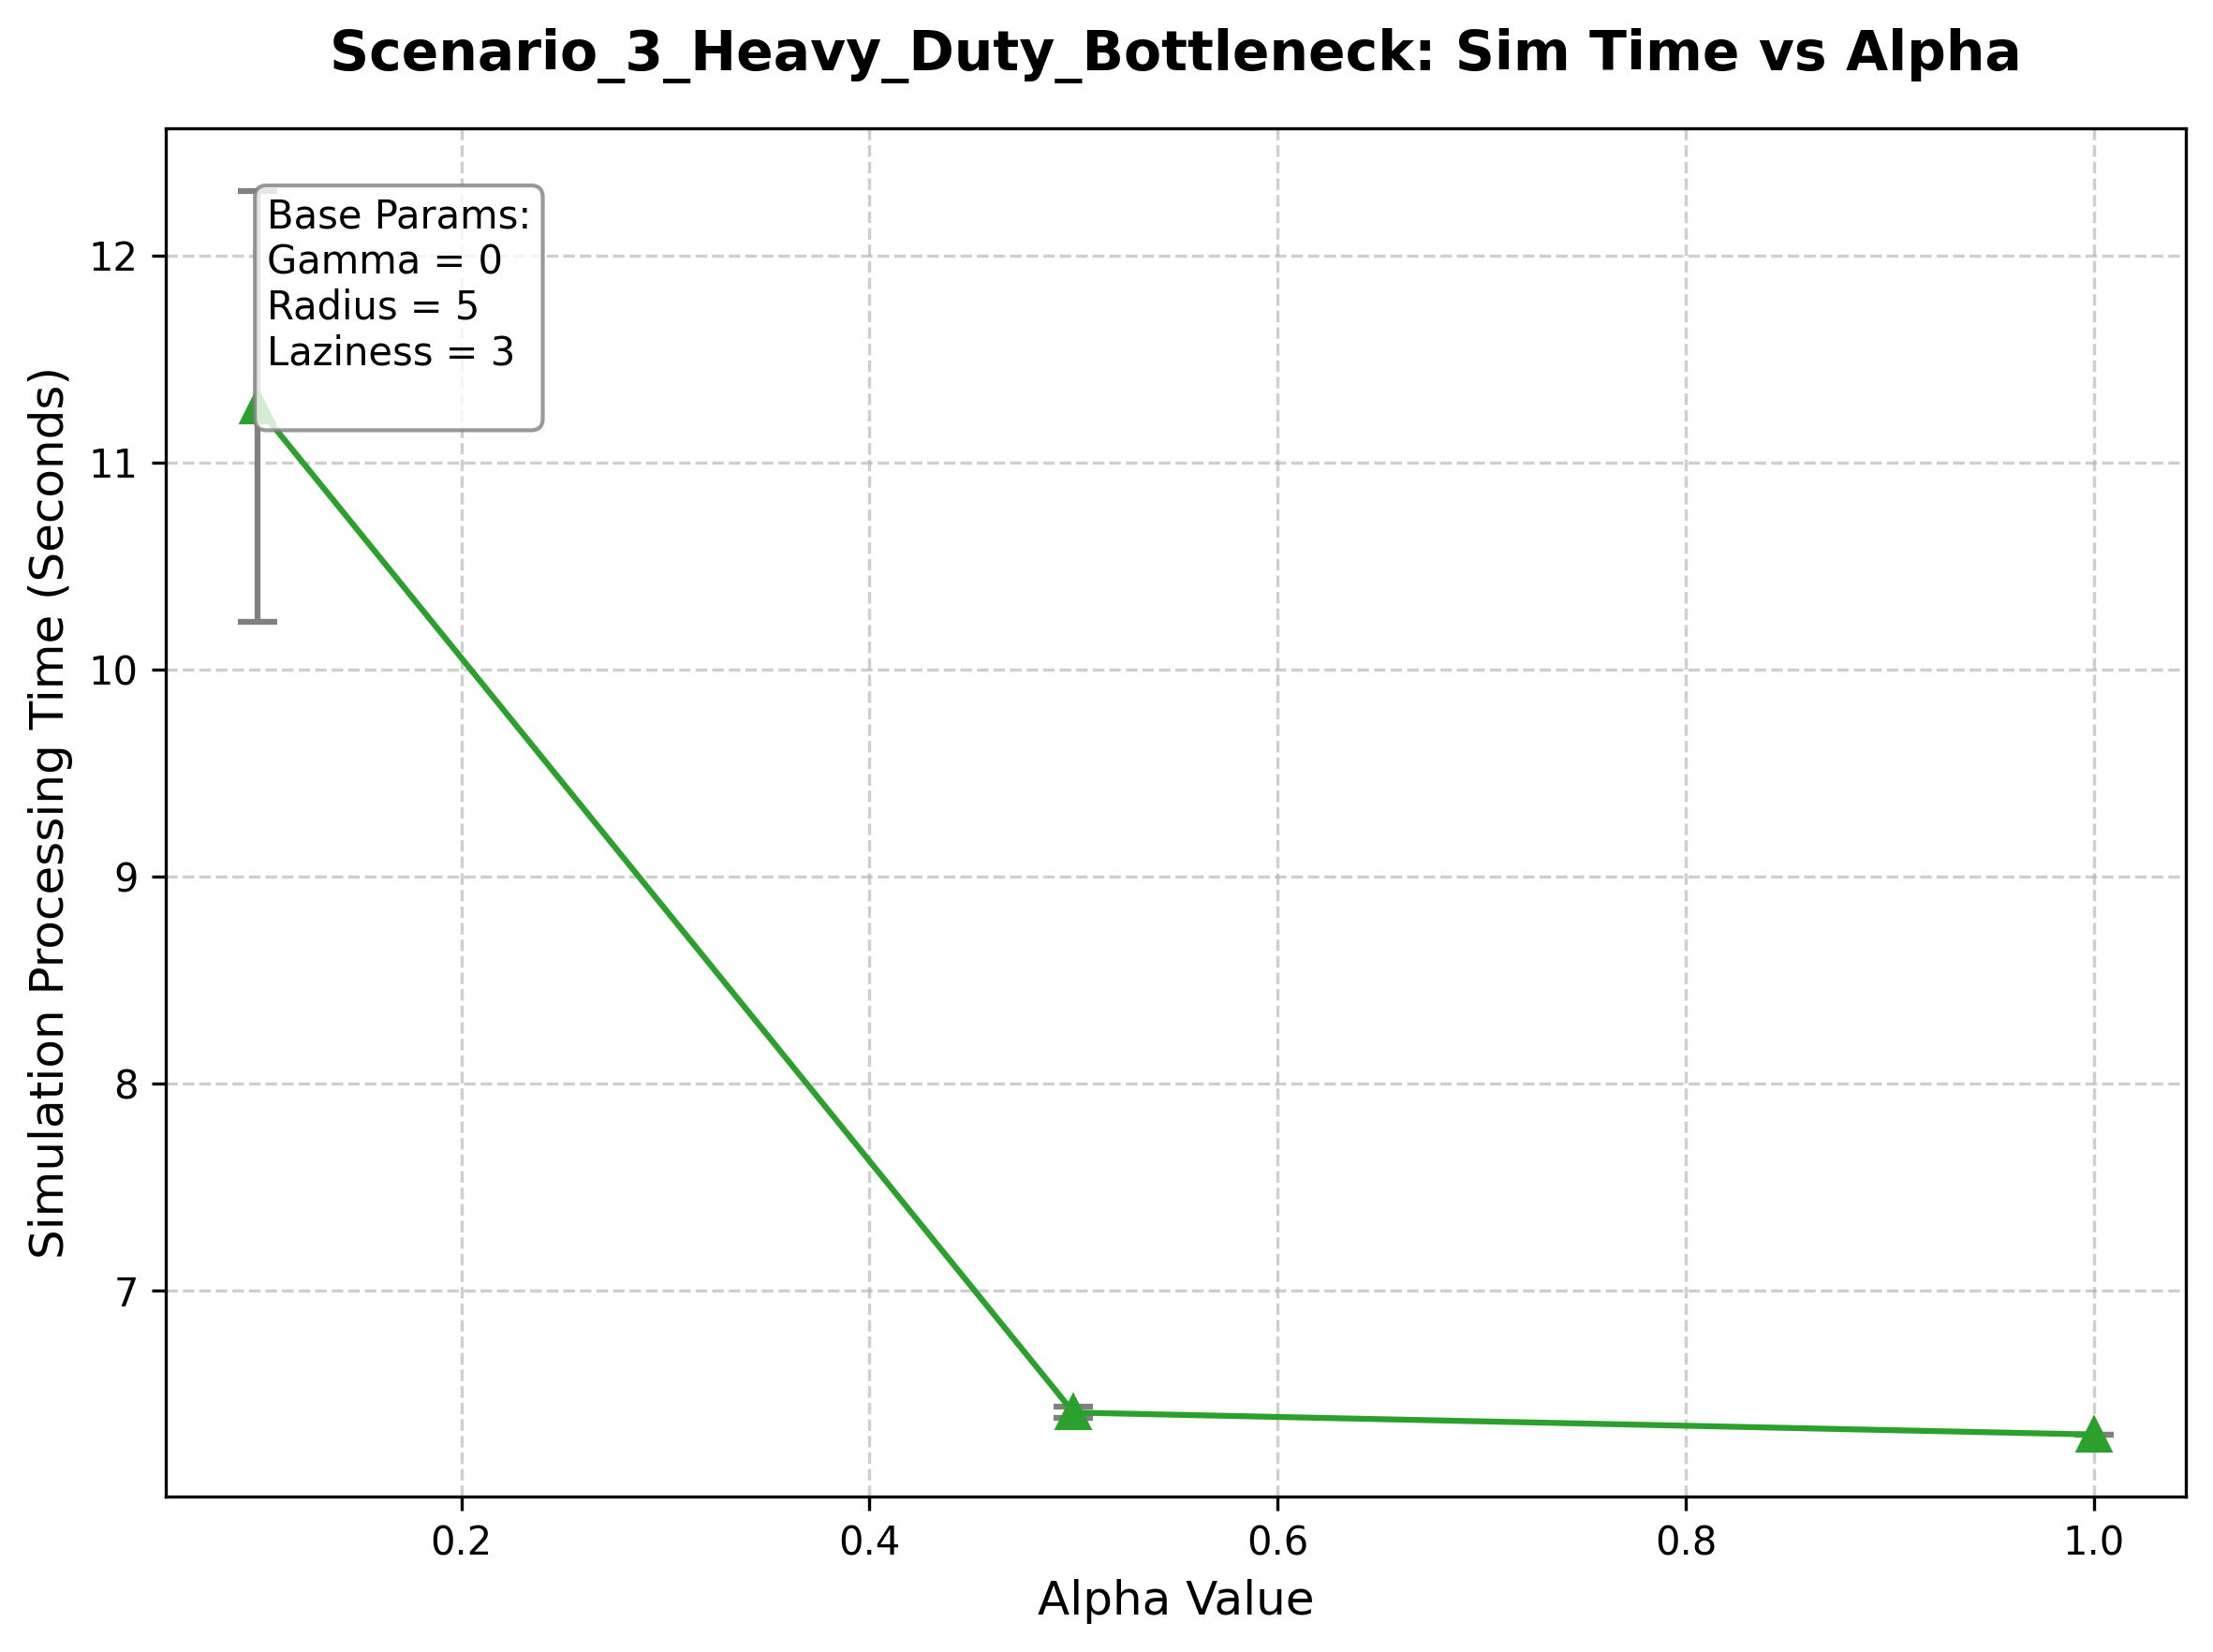 Scenario_3_Heavy_Duty_Bottleneck: Sim Time vs Alpha
Base Params:
Gamma = 0
Radius = 5
Laziness = 3
12
11
10
9
8
7
Simulation Processing Time (Seconds)
0.2
0.4
0.6
0.8
1.0
Alpha Value